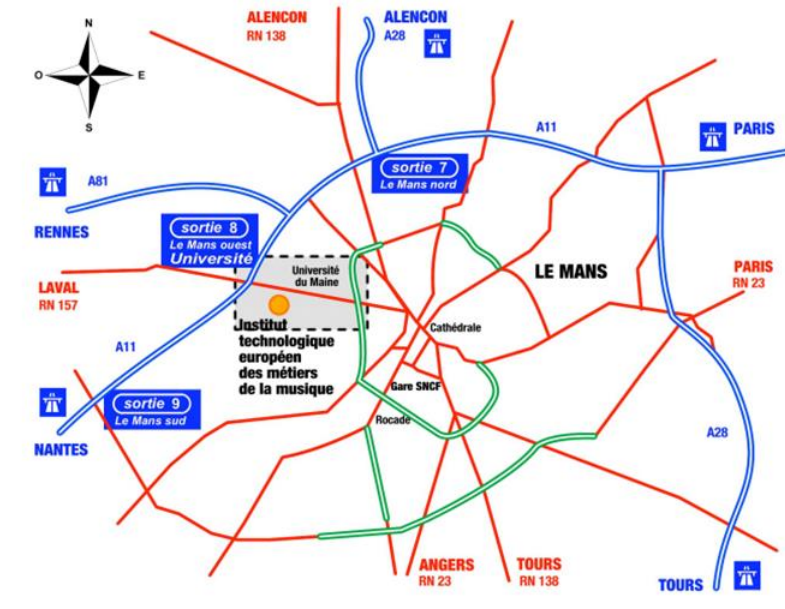 N
O
E
S
ALENCON
RN 138
ALENCON
A28
A11
PARIS
A81
RENNES
sortie 7
Le Mans nord
sortie 8
Le Mans ouest
Université
Université
du Maine
LE MANS
PARIS
RN 23
LAVAL
RN 157
Cathédrale
Institut
technologique
européen
des métiers
de la musique
A11
Gare SNCF
sortie 9
Le Mans sud
Rocade
NANTES
A28
ANGERS
RN 23
TOURS
RN 138
TOURS